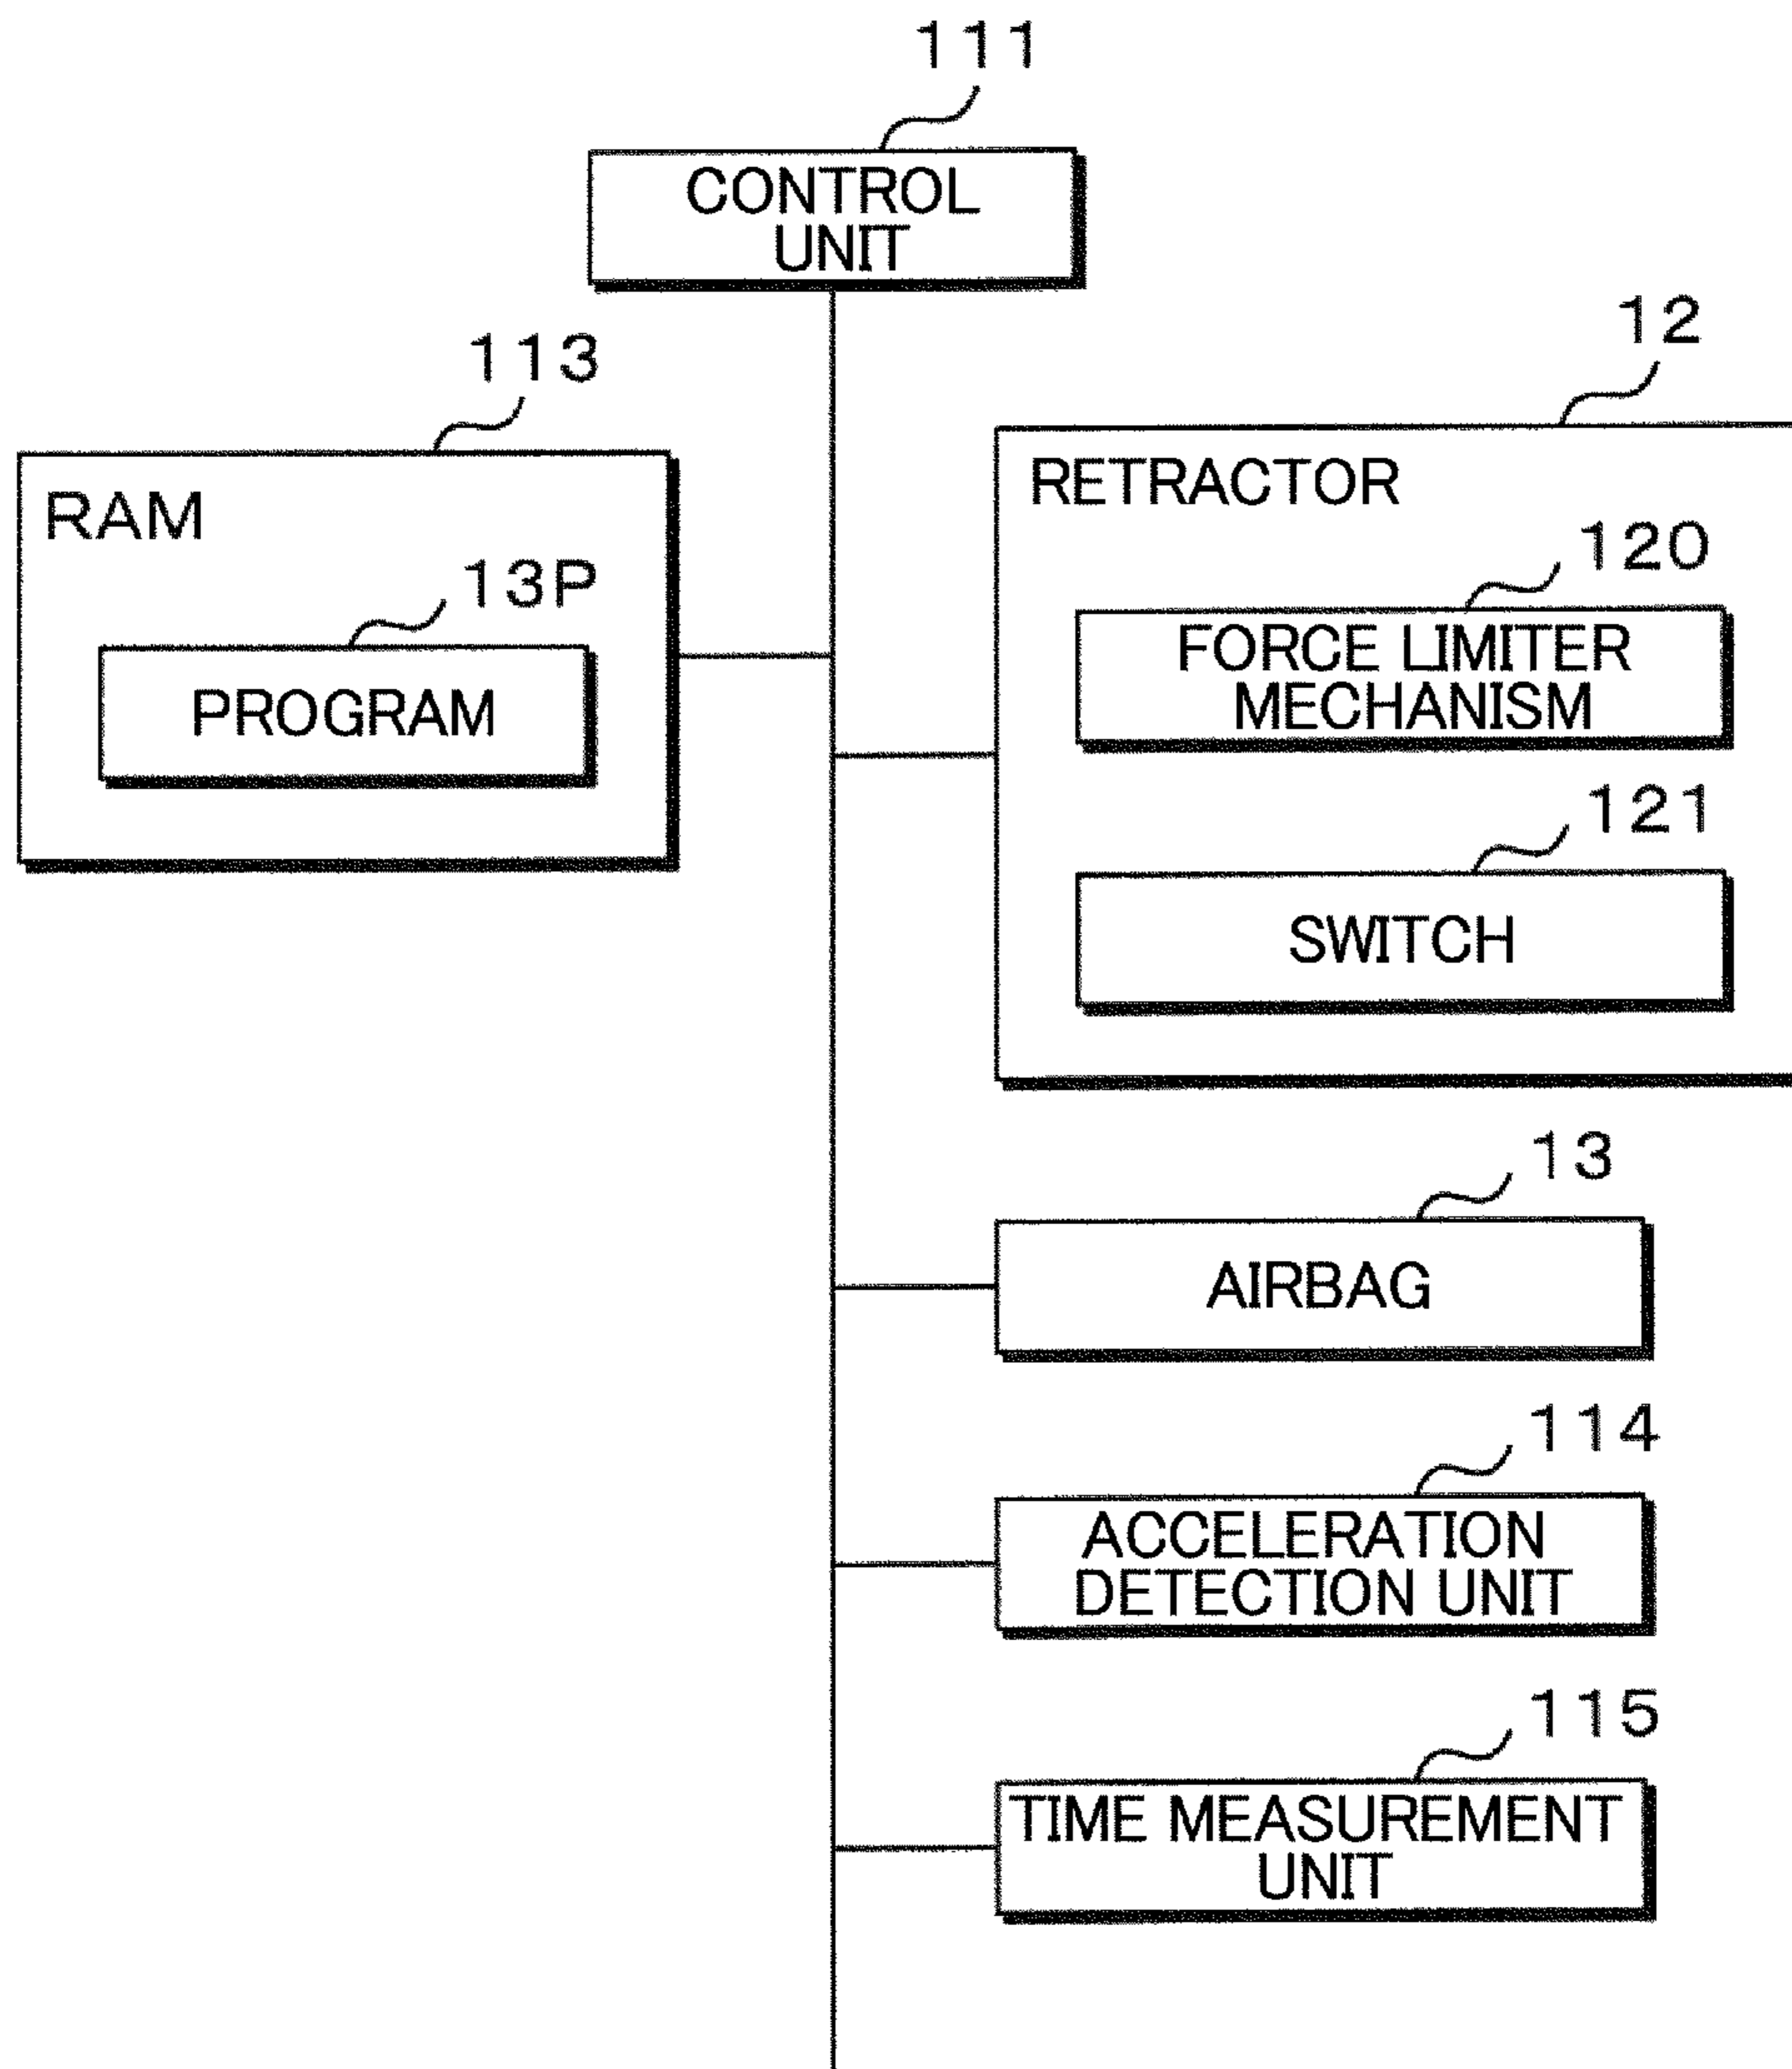 111
CONTROL
UNIT
113
12
RAM
RETRACTOR
13P
120
PROGRAM
FORCE LIMITER
MECHANISM
121
SWITCH
13
AIRBAG
114
ACCELERATION
DETECTION UNIT
115
TIME MEASUREMENT
UNIT